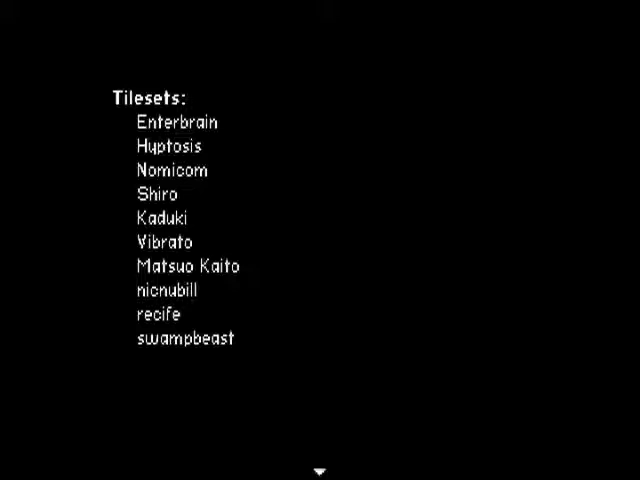 Tilesets:
Enterbrain
Hyptosis
Nomicom
Shiro
Kaduki
Vibrato
Matsuo Kaito
nicnubill
recife
swampbeast